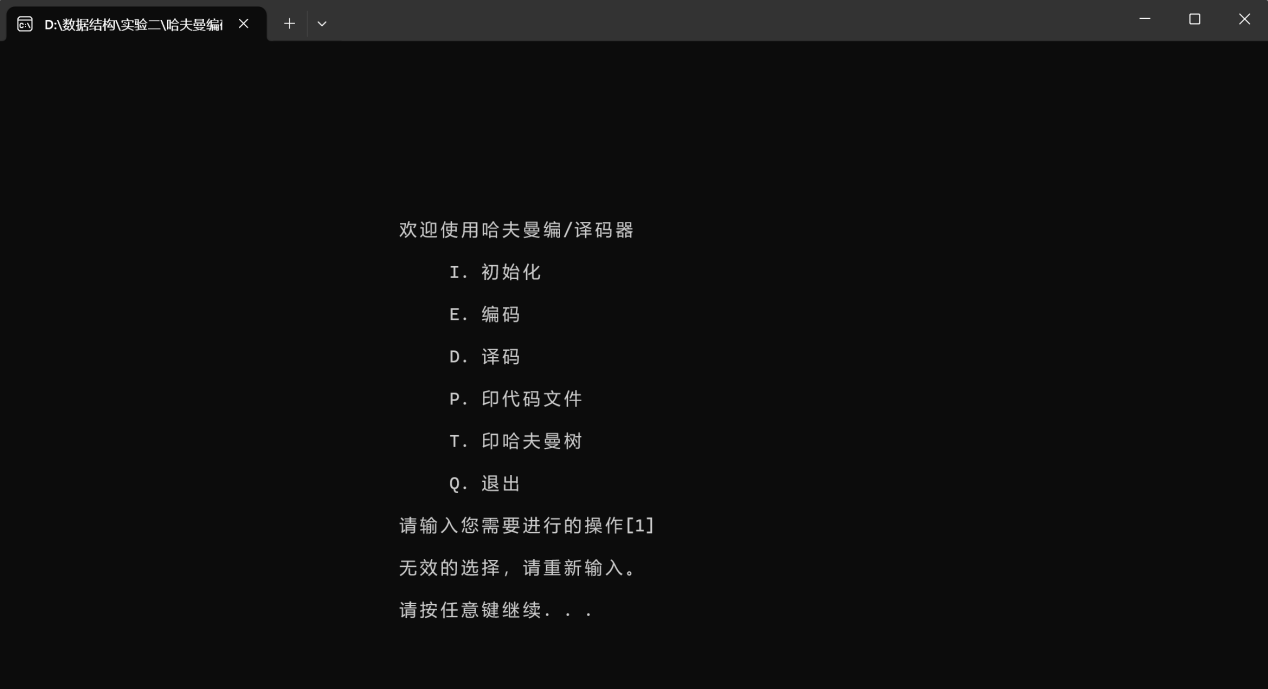 D:\数据结构\实验二\哈夫曼编
欢迎使用哈夫曼编/译码器
I. 初始化
E. 编码
D. 译码
P. 印代码文件
T. 印哈夫曼树
Q. 退出
请输入您需要进行的操作[1]
无效的选择, 请重新输入。
请按任意键继续. . .